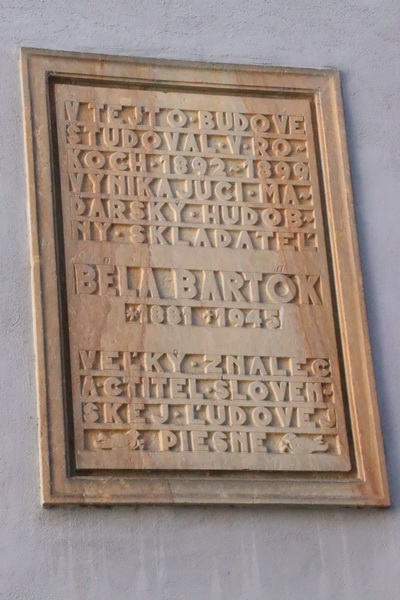 V TEJTO · BUDOVE
ŠTUDOVAL · V · RO-
KOCH · 1892 - 1899
VYNIKAJÚCI · MA-
ĎARSKÝ · HUDOB-
NÝ · SKLADATEĽ
BÉLA BARTÓK
*1881 +1945
VEĽKÝ · ZNALEC
A CTITEL SLOVEN-
SKEJ · ĽUDOVEJ
PIESNE